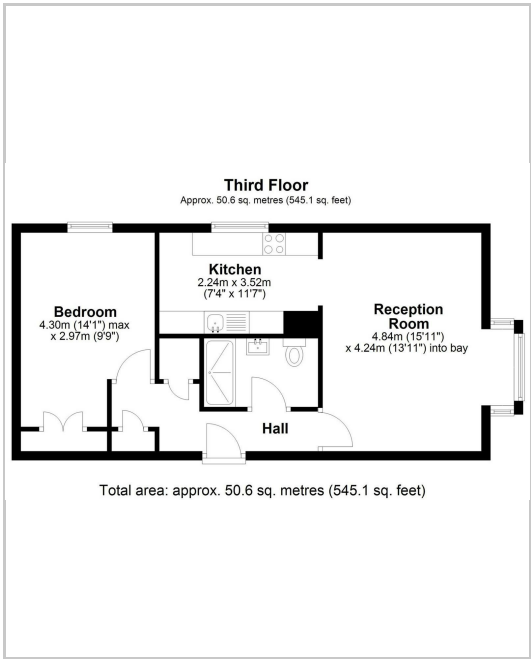 Third Floor
Approx. 50.6 sq. metres (545.1 sq. feet)
Kitchen
2.24m x 3.52m
(7'4" x 11'7")
Bedroom
4.30m (14'1") max
x 2.97m (9'9")
Reception
Room
4.84m (15'11")
x 4.24m (13'11") into bay
Hall
Total area: approx. 50.6 sq. metres (545.1 sq. feet)